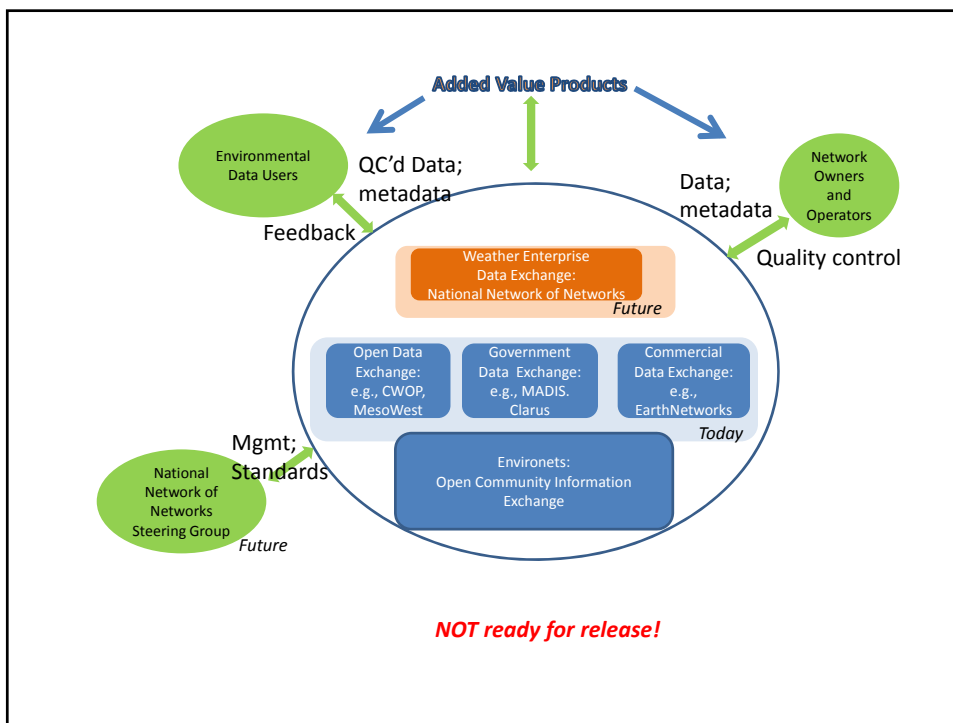 Added Value Products
Environmental
Data Users
QC'd Data;
metadata
Feedback
Data;
metadata
Network
Owners
and
Operators
Quality control
Weather Enterprise
Data Exchange:
National Network of Networks
Future
Open Data
Exchange:
e.g., CWOP,
MesoWest
Government
Data Exchange:
e.g., MADIS.
Clarus
Commercial
Data Exchange:
e.g.,
EarthNetworks
Today
Mgmt;
Standards
National
Network of
Networks
Steering Group
Future
Environets:
Open Community Information
Exchange
NOT ready for release!